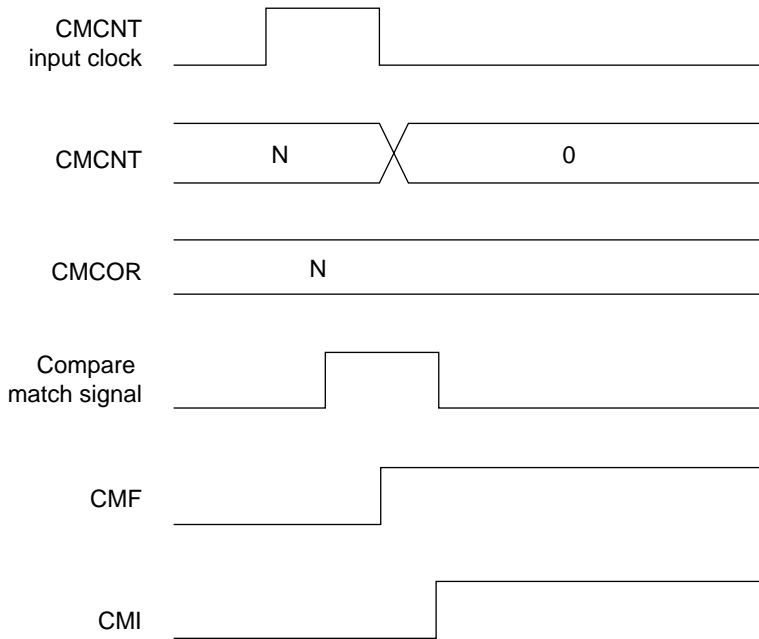 CMCNT
input clock
CMCNT
N
0
CMCOR
N
Compare
match signal
CMF
CMI